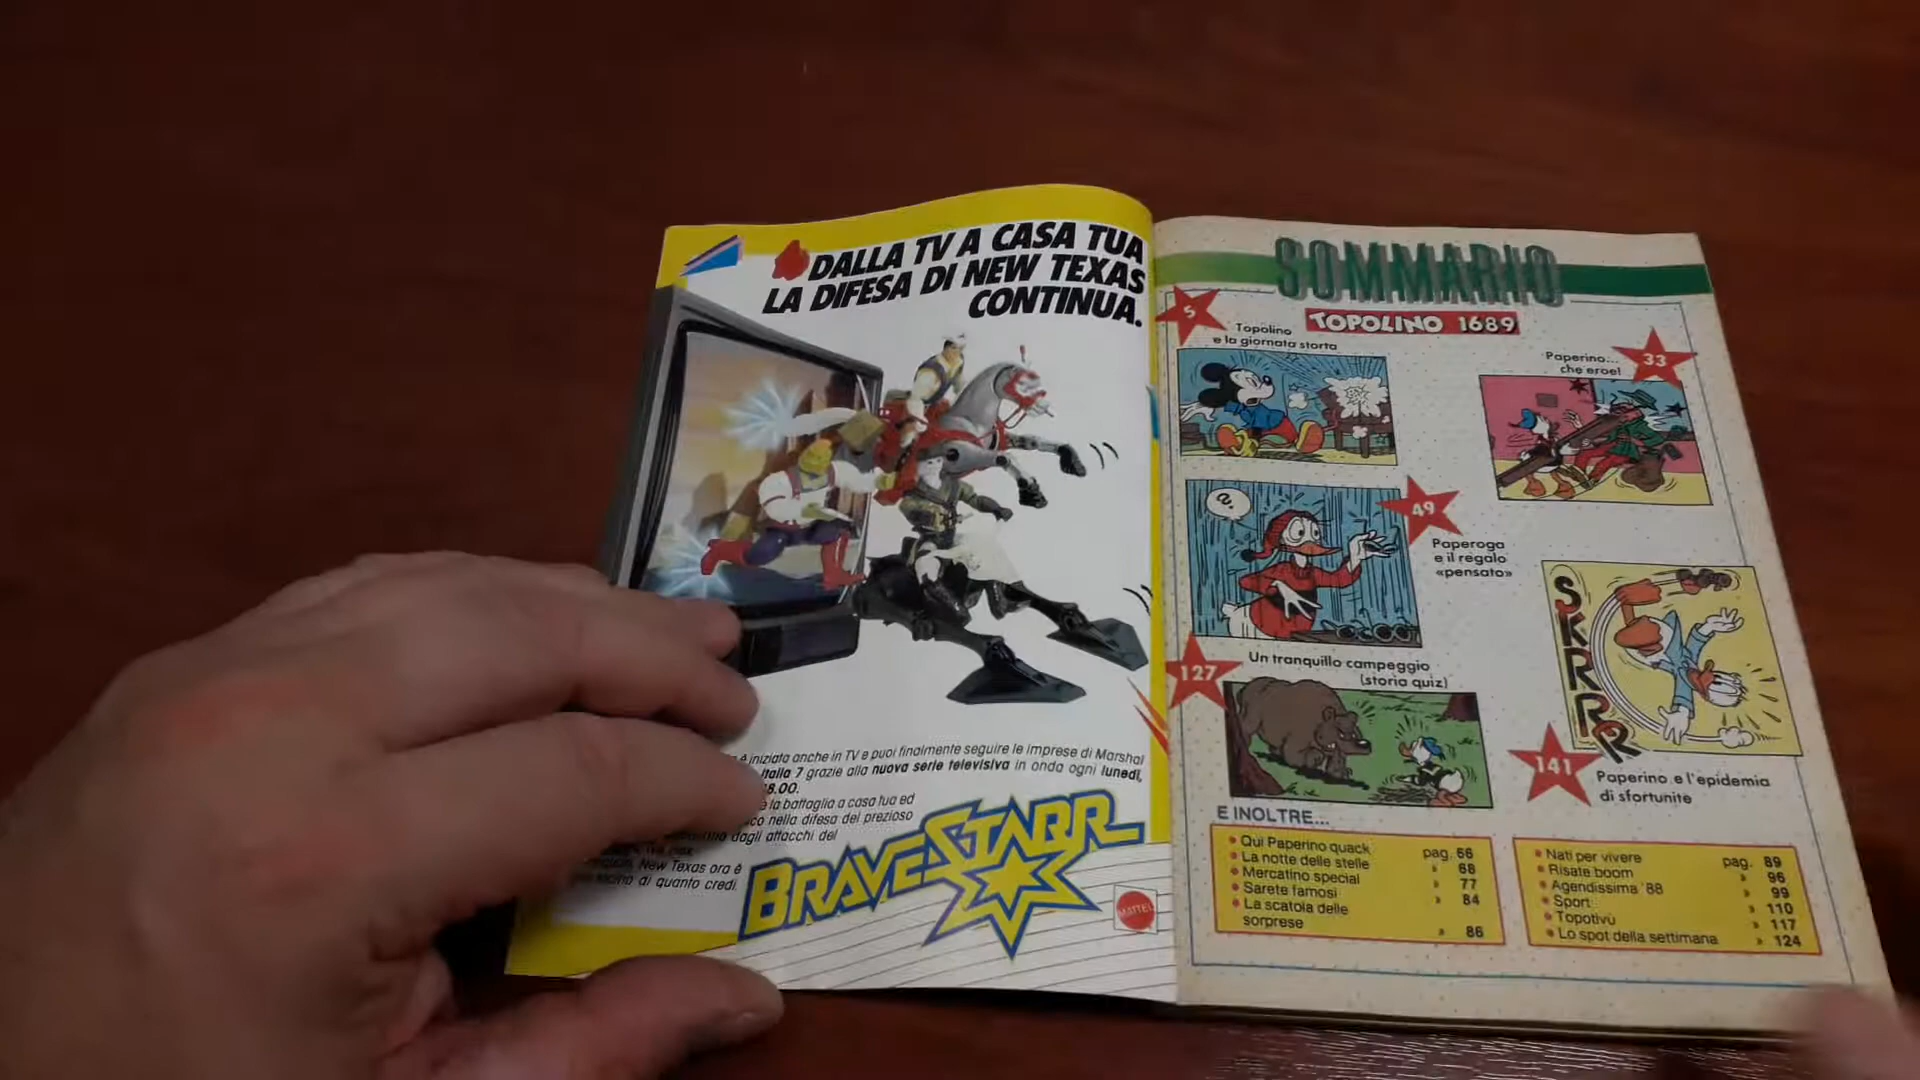 DALLA TV A CASA TUA
LA DIFESA DI NEW TEXAS
CONTINUA.
è iniziata anche in TV e puoi finalmente seguire le imprese di Marshal
Italia 7 grazie alla nuova serie televisiva in onda ogni lunedì,
18.00.
la battaglia a casa tua ed
nella difesa del prezioso
dagli attacchi del
New Texas ora è
di quanto credi.
BRAVESTARR
MATTEL
SOMMARIO
TOPOLINO 1689
5
Topolino
e la giornata storta
Paperino...
che eroe!
33
?
49
Paperoga
e il regalo
«pensato»
SKRRRR
127
Un tranquillo campeggio
(storia quiz)
141
Paperino e l'epidemia
di sfortunite
E INOLTRE...
• Qui Paperino quack pag. 66
• La notte delle stelle » 68
• Mercatino special » 77
• Sarete famosi » 84
• La scatola delle
sorprese » 86
• Nati per vivere pag. 89
• Risate boom » 96
• Agendissima '88 » 99
• Sport » 110
• Topotivù » 117
• Lo spot della settimana » 124